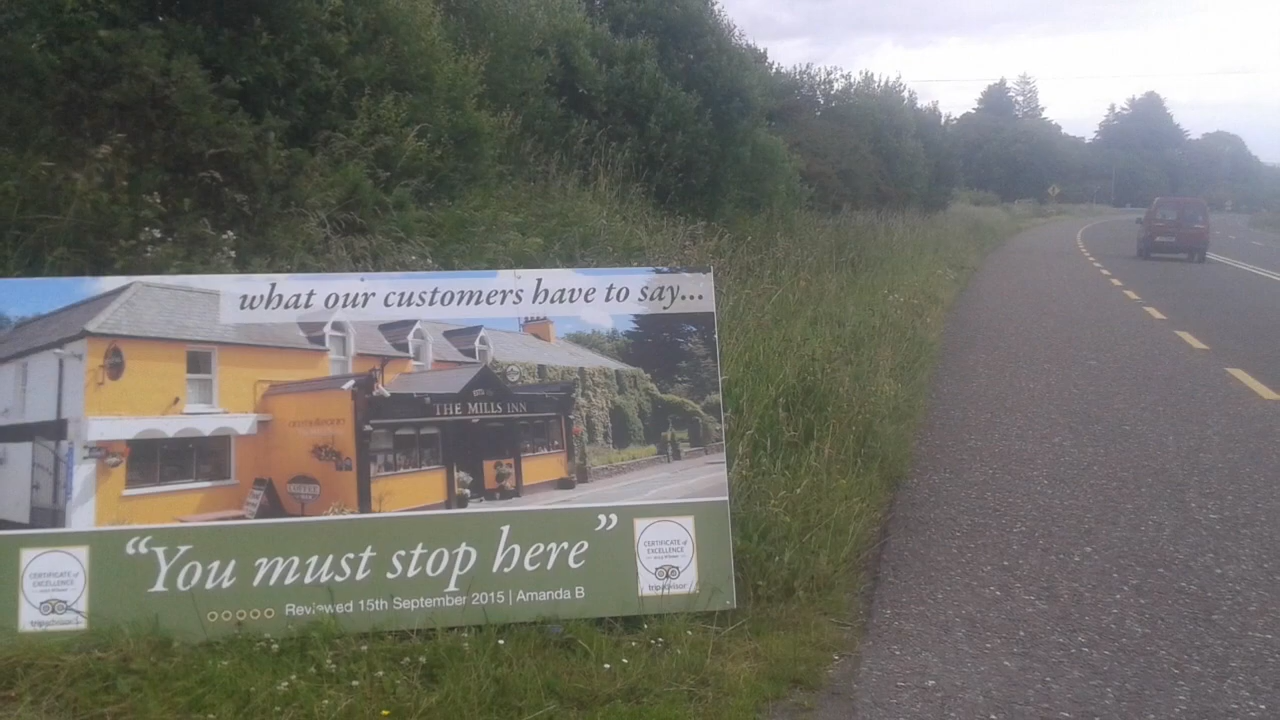 what our customers have to say...
THE MILLS INN
COFFEE
“You must stop here”
Reviewed 15th September 2015 | Amanda B
CERTIFICATE of
EXCELLENCE
tripadvisor
CERTIFICATE of
EXCELLENCE
tripadvisor